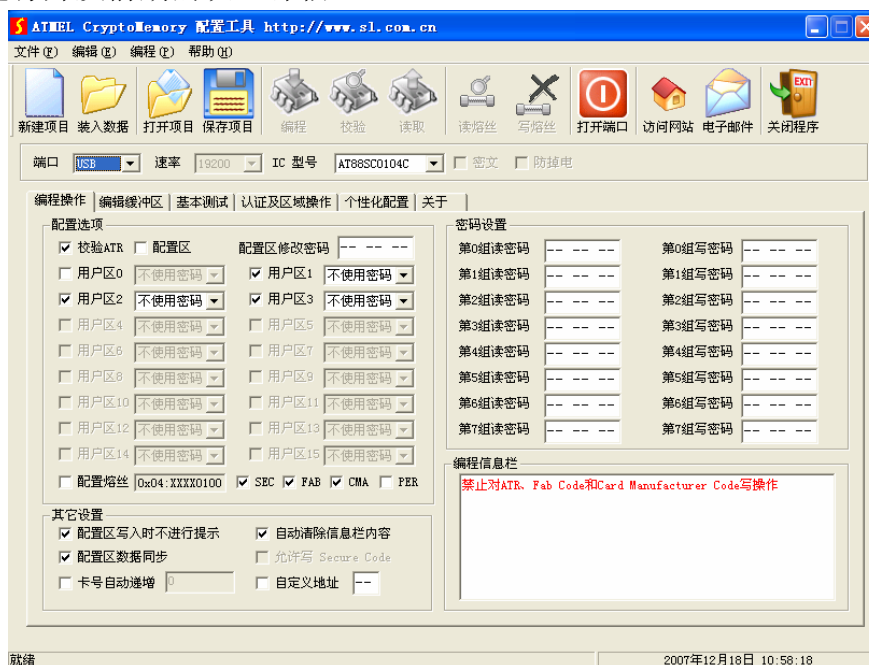 ATMEL CryptoMemory 配置工具 http://www.sl.com.cn
文件(F) 编辑(E) 编程(P) 帮助(H)
新建项目 装入数据 打开项目 保存项目 编程 校验 读取 读熔丝 写熔丝 打开端口 访问网站 电子邮件 EXIT 关闭程序
端口 USB 速率 19200 IC 型号 AT88SC0104C 密文 防掉电
编程操作 编辑缓冲区 基本测试 认证及区域操作 个性化配置 关于
配置选项
校验ATR 配置区 配置区修改密码 -- -- --
用户区0 不使用密码 用户区1 不使用密码
用户区2 不使用密码 用户区3 不使用密码
用户区4 不使用密码 用户区5 不使用密码
用户区6 不使用密码 用户区7 不使用密码
用户区8 不使用密码 用户区9 不使用密码
用户区10 不使用密码 用户区11 不使用密码
用户区12 不使用密码 用户区13 不使用密码
用户区14 不使用密码 用户区15 不使用密码
配置熔丝 0x04:XXXX0100 SEC FAB CMA PER
其它设置
配置区写入时不进行提示 自动清除信息栏内容
配置区数据同步 允许写 Secure Code
卡号自动递增 0 自定义地址 --
密码设置
第0组读密码 -- -- -- 第0组写密码 -- -- --
第1组读密码 -- -- -- 第1组写密码 -- -- --
第2组读密码 -- -- -- 第2组写密码 -- -- --
第3组读密码 -- -- -- 第3组写密码 -- -- --
第4组读密码 -- -- -- 第4组写密码 -- -- --
第5组读密码 -- -- -- 第5组写密码 -- -- --
第6组读密码 -- -- -- 第6组写密码 -- -- --
第7组读密码 -- -- -- 第7组写密码 -- -- --
编程信息栏
禁止对ATR、Fab Code和Card Manufacturer Code写操作
就绪 2007年12月18日 10:58:18